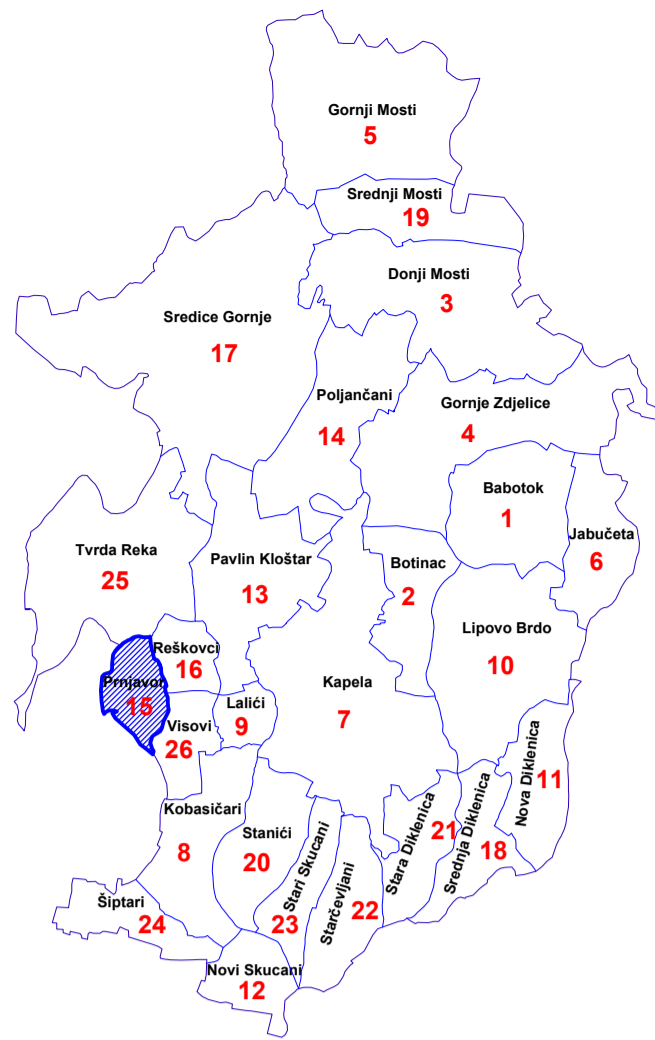 Gornji Mosti
5
Srednji Mosti
19
Donji Mosti
3
Sredice Gornje
17
Poljančani
14
Gornje Zdjelice
4
Babotok
1
Jabučeta
6
Tvrda Reka
25
Pavlin Kloštar
13
Botinac
2
Lipovo Brdo
10
Reškovci
16
Prnjavor
15
Kapela
7
Lalići
9
Visovi
26
Nova Diklenica
11
Kobasičari
8
Stanići
20
Stari Skucani
23
Starčevljani
22
Stara Diklenica
21
Srednja Diklenica
18
Šiptari
24
Novi Skucani
12